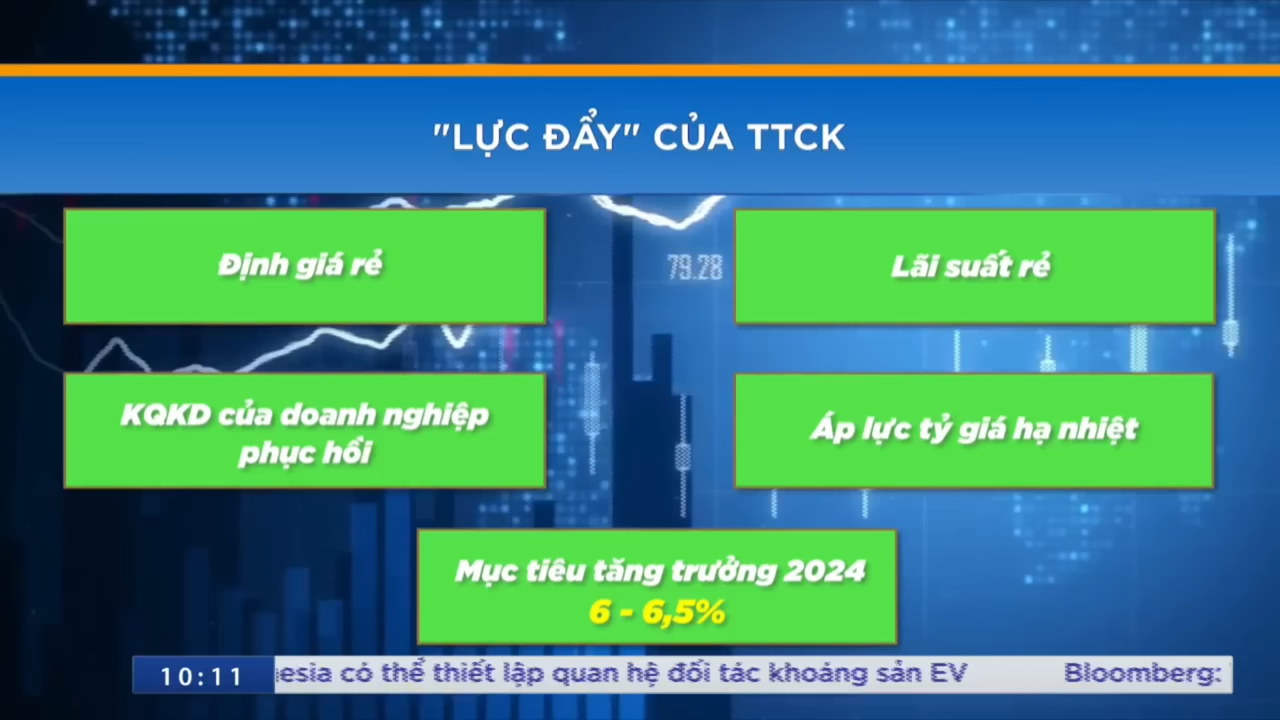 "LỰC ĐẨY" CỦA TTCK
Định giá rẻ
Lãi suất rẻ
79.28
KQKD của doanh nghiệp
phục hồi
Áp lực tỷ giá hạ nhiệt
Mục tiêu tăng trưởng 2024
6 - 6,5%
10:11
esia có thể thiết lập quan hệ đối tác khoáng sản EV Bloomberg: